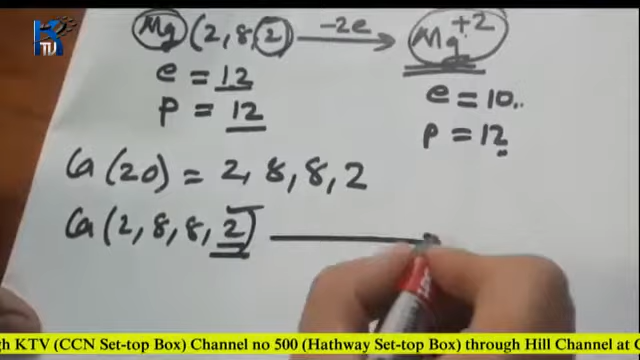 KTV
Mg (2,8,2) -2e → Mg+2
e = 12
e = 10..
p = 12
p = 12
Ca (20) = 2, 8, 8, 2
Ca (2, 8, 8, 2)
gh KTV (CCN Set-top Box) Channel no 500 (Hathway Set-top Box) through Hill Channel at C